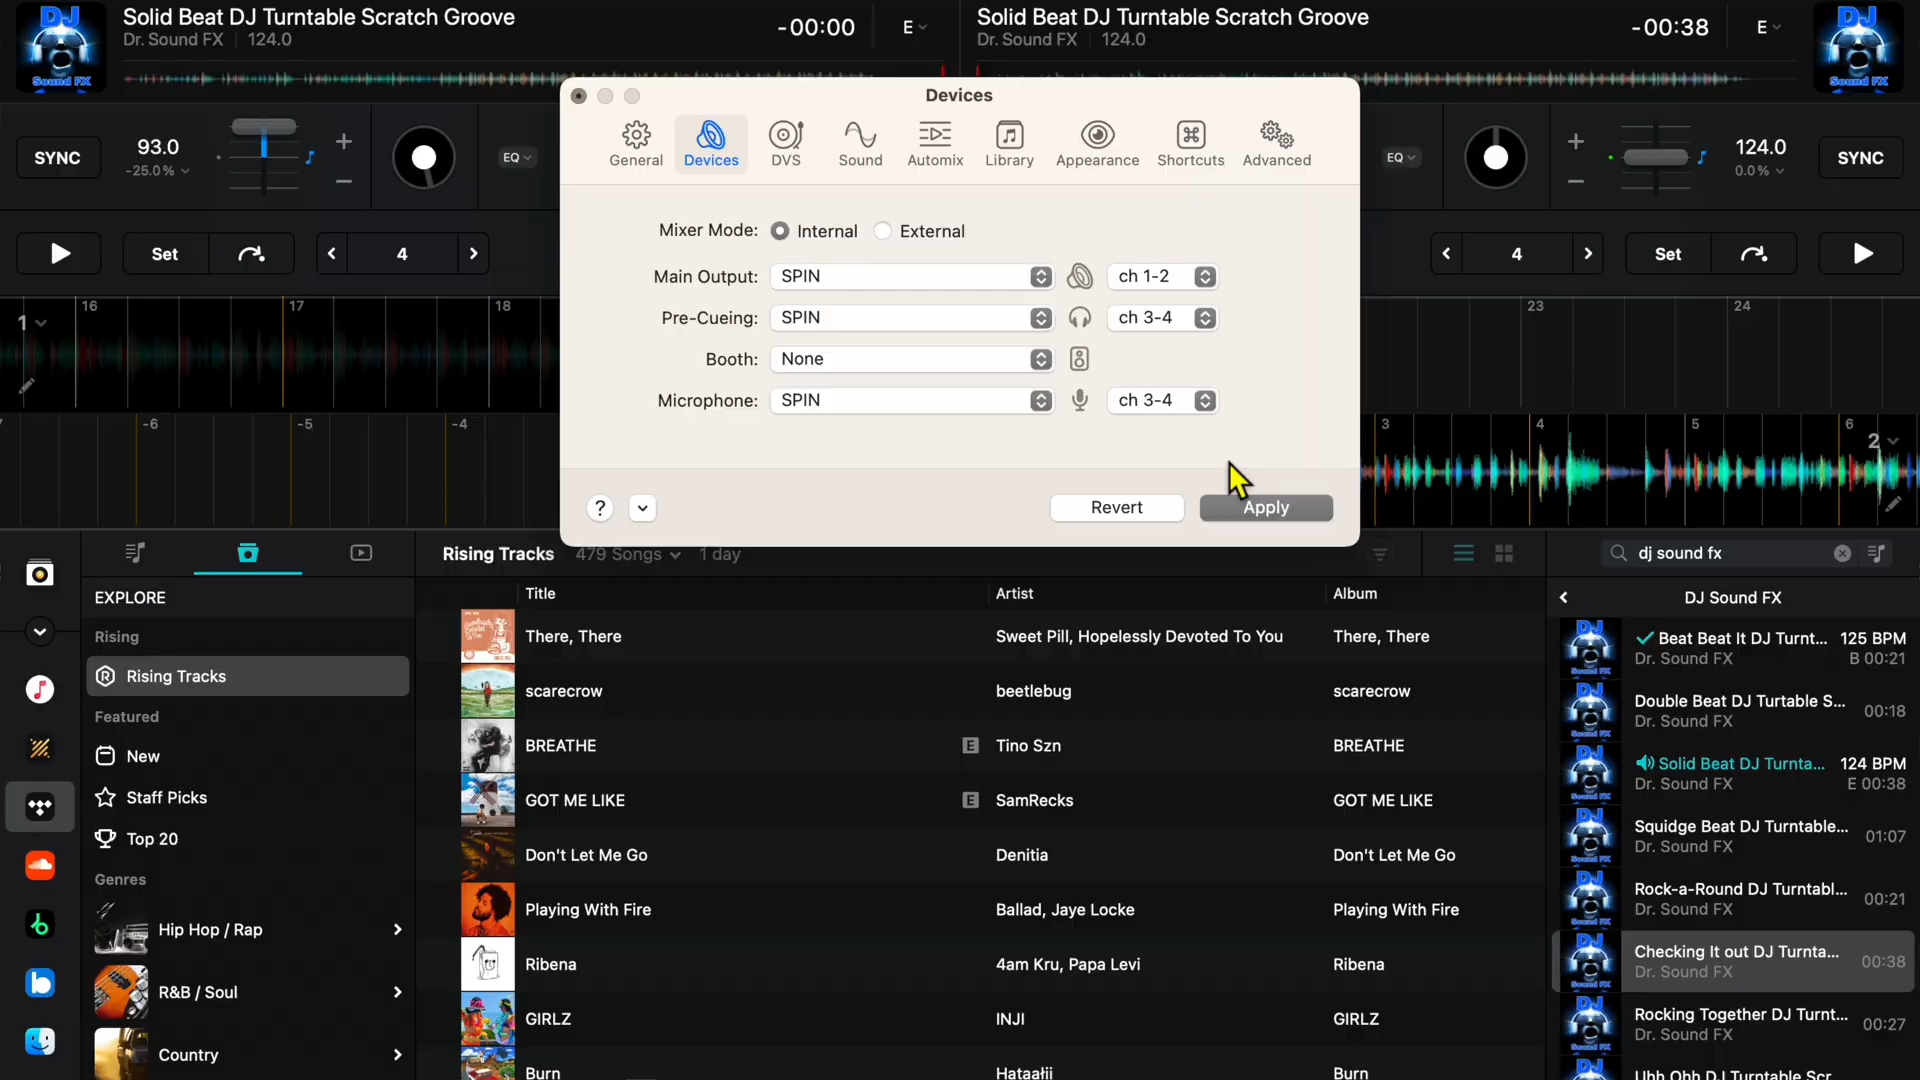 Solid Beat DJ Turntable Scratch Groove
Dr. Sound FX 124.0
-00:00
E
Solid Beat DJ Turntable Scratch Groove
Dr. Sound FX 124.0
-00:38
E
DJ
Sound FX
DJ
Sound FX
Devices
General
Devices
DVS
Sound
Automix
Library
Appearance
Shortcuts
Advanced
SYNC
93.0
-25.0%
EQ
EQ
124.0
0.0%
SYNC
Set
4
4
Set
Mixer Mode: Internal External
Main Output: SPIN ch 1-2
Pre-Cueing: SPIN ch 3-4
Booth: None
Microphone: SPIN ch 3-4
? Revert Apply
16 17 18
1
23 24
-6 -5 -4
3 4 5 6
2
Rising Tracks 479 Songs 1 day
dj sound fx
EXPLORE
Rising
Rising Tracks
Featured
New
Staff Picks
Top 20
Genres
Hip Hop / Rap
R&B / Soul
Country
Title Artist Album
There, There Sweet Pill, Hopelessly Devoted To You There, There
scarecrow beetlebug scarecrow
BREATHE E Tino Szn BREATHE
GOT ME LIKE E SamRecks GOT ME LIKE
Don't Let Me Go Denitia Don't Let Me Go
Playing With Fire Ballad, Jaye Locke Playing With Fire
Ribena 4am Kru, Papa Levi Ribena
GIRLZ INJI GIRLZ
Burn Hataałii Burn
DJ Sound FX
Beat Beat It DJ Turnt... 125 BPM
Dr. Sound FX B 00:21
Double Beat DJ Turtable S... 00:18
Dr. Sound FX
Solid Beat DJ Turnta... 124 BPM
Dr. Sound FX E 00:38
Squidge Beat DJ Turntable... 01:07
Dr. Sound FX
Rock-a-Round DJ Turntabl... 00:21
Dr. Sound FX
Checking It out DJ Turnta... 00:38
Dr. Sound FX
Rocking Together DJ Turnt... 00:27
Dr. Sound FX
Uhh Ohh DJ Turntable Scr...